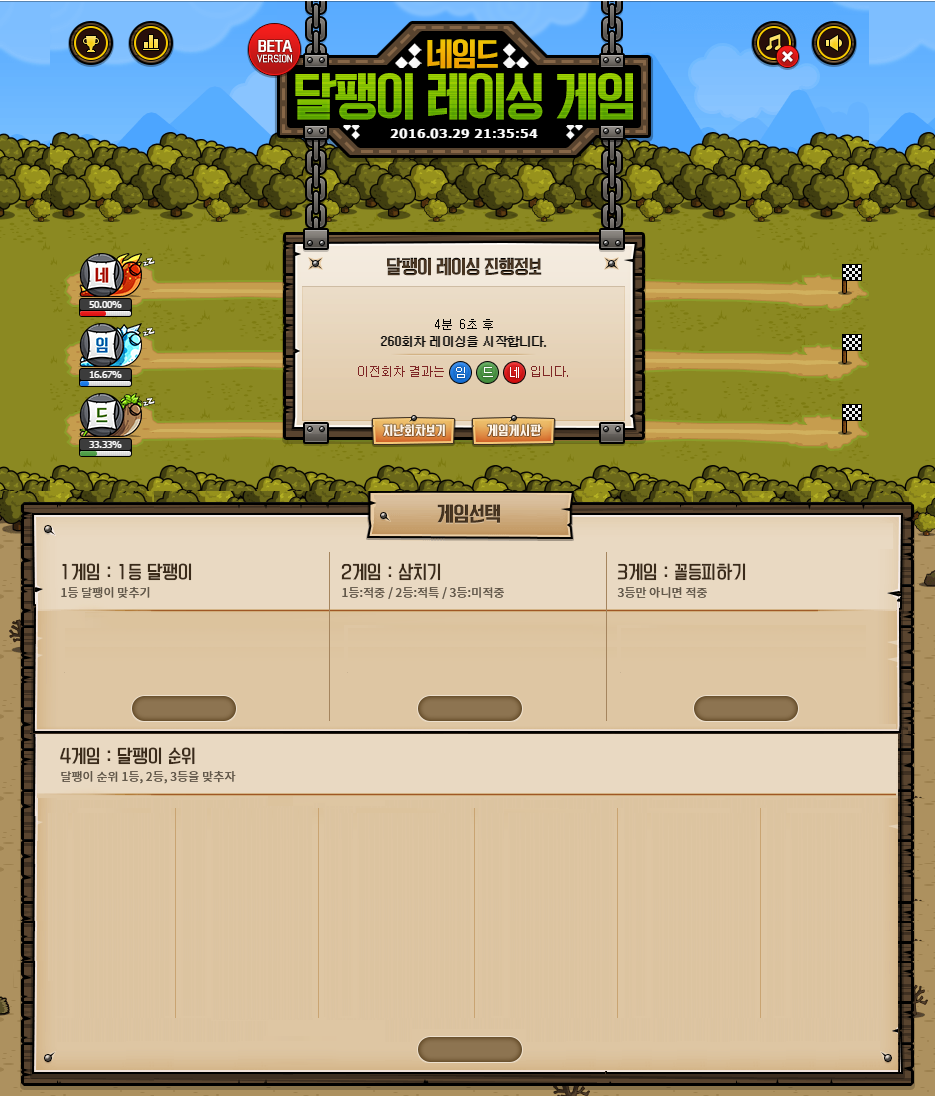 BETA
VERSION
네임드
달팽이 레이싱 게임
2016.03.29 21:35:54
달팽이 레이싱 진행정보
네
50.00%
4분 6초 후
임
260회차 레이싱을 시작합니다.
16.67%
이전회차 결과는 임 드 네 입니다.
드
33.33%
지난회차보기
게임게시판
게임선택
1게임 : 1등 달팽이
1등 달팽이 맞추기
2게임 : 삼치기
1등:적중 / 2등:적특 / 3등:미적중
3게임 : 꼴등피하기
3등만 아니면 적중
4게임 : 달팽이 순위
달팽이 순위 1등, 2등, 3등을 맞추자